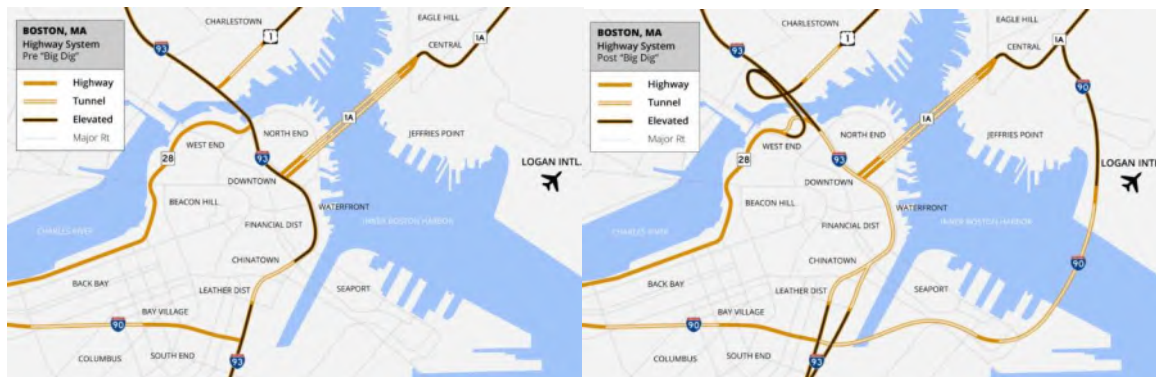 BOSTON, MA
Highway System
Pre "Big Dig"
Highway
Tunnel
Elevated
Major Rt
93
CHARLESTOWN
1
EAGLE HILL
1A
CENTRAL
1A
NORTH END
WEST END
JEFFRIES POINT
28
93
LOGAN INTL.
DOWNTOWN
BEACON HILL
WATERFRONT
INNER BOSTON HARBOR
FINANCIAL DIST
CHARLES RIVER
CHINATOWN
BACK BAY
LEATHER DIST
SEAPORT
BAY VILLAGE
90
COLUMBUS
SOUTH END
93
BOSTON, MA
Highway System
Post "Big Dig"
Highway
Tunnel
Elevated
Major Rt
93
CHARLESTOWN
1
EAGLE HILL
1A
CENTRAL
90
1A
NORTH END
WEST END
JEFFRIES POINT
28
93
LOGAN INTL
DOWNTOWN
BEACON HILL
WATERFRONT
INNER BOSTON HARBOR
FINANCIAL DIST
CHARLES RIVER
CHINATOWN
90
BACK BAY
LEATHER DIST
SEAPORT
BAY VILLAGE
90
COLUMBUS
SOUTH END
93